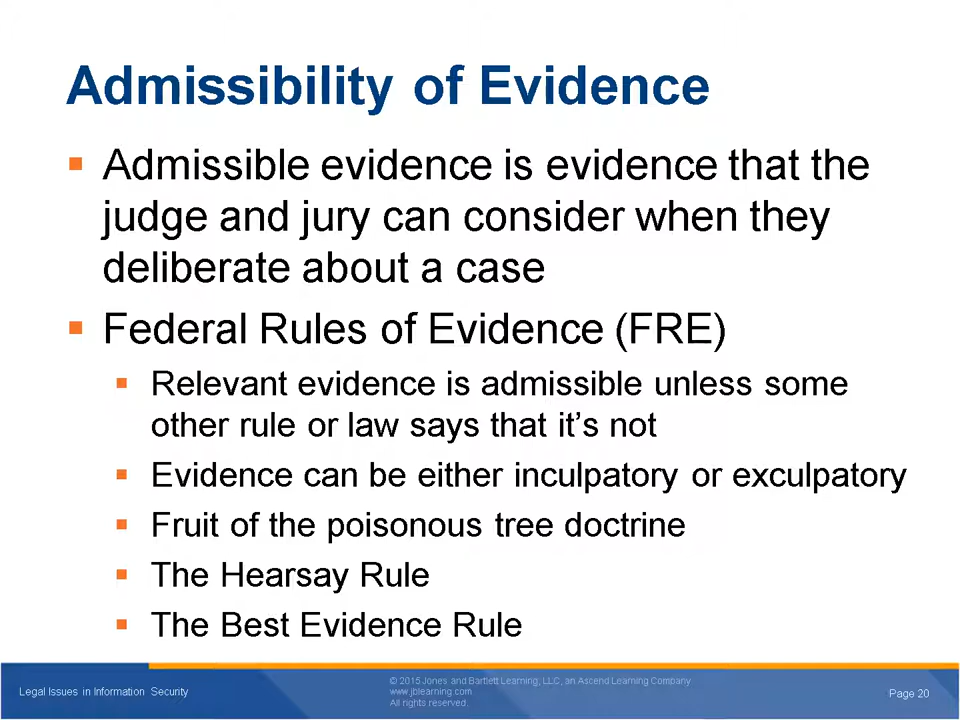 Admissibility of Evidence
Admissible evidence is evidence that the
judge and jury can consider when they
deliberate about a case
Federal Rules of Evidence (FRE)
Relevant evidence is admissible unless some
other rule or law says that it’s not
Evidence can be either inculpatory or exculpatory
Fruit of the poisonous tree doctrine
The Hearsay Rule
The Best Evidence Rule
Legal Issues in Information Security
© 2015 Jones and Bartlett Learning, LLC, an Ascend Learning Company
www.jblearning.com
All rights reserved.
Page 20